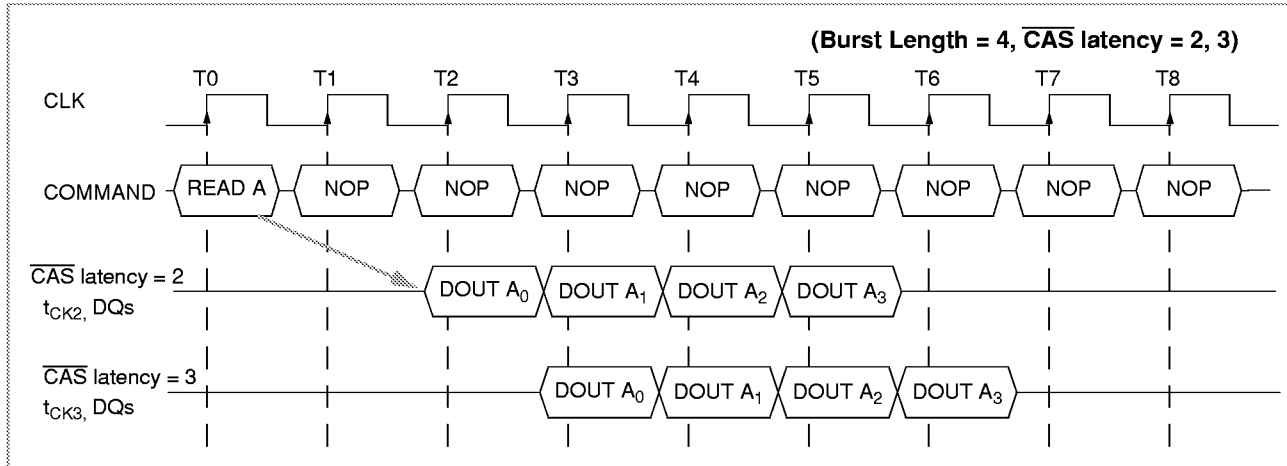 (Burst Length = 4, CAS latency = 2, 3)
T0 T1 T2 T3 T4 T5 T6 T7 T8
CLK
COMMAND READ A NOP NOP NOP NOP NOP NOP NOP NOP
CAS latency = 2
tCK2, DQs
DOUT A0 DOUT A1 DOUT A2 DOUT A3
CAS latency = 3
tCK3, DQs
DOUT A0 DOUT A1 DOUT A2 DOUT A3